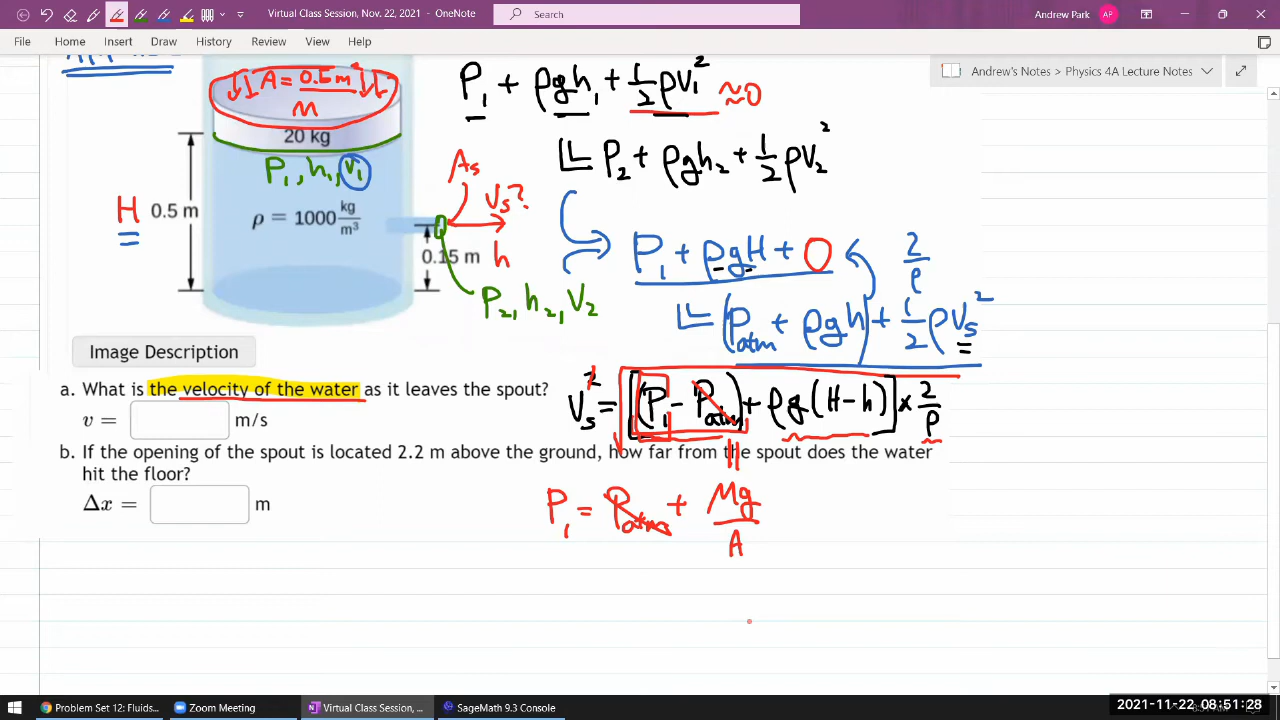 Virtual Class Session, Nov. 22, 2021 - OneNote
Search
Andrew Park
AP
File Home Insert Draw History Review View Help
Andrew's Notes > Physics 4A Lecture Notes
↓↓ A = 0.5 m² ↓↓
M
20 kg
P₁, h₁, V₁
H
0.5 m
ρ = 1000 kg/m³
As
Vs?
0.15 m
h
P₂, h₂, V₂
P₁ + ρgh₁ + 1/2 ρV₁² ≈0
= P₂ + ρgh₂ + 1/2 ρV₂²
P₁ + ρgH + 0
2/ρ
= (Patm + ρgh) + 1/2 ρVs²
Vs² = [(P₁ - Patm) + ρg(H-h)] × 2/ρ
P₁ = Patm + Mg/A
Image Description
a. What is the velocity of the water as it leaves the spout?
v = m/s
b. If the opening of the spout is located 2.2 m above the ground, how far from the spout does the water
hit the floor?
Δx = m
Problem Set 12: Fluids...
Zoom Meeting
Virtual Class Session,...
SageMath 9.3 Console
2021-11-22 08:51:28